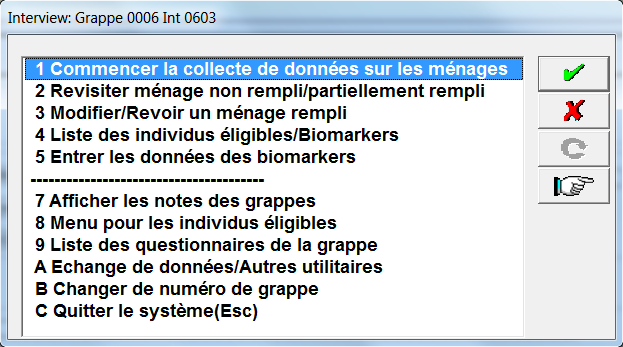 Interview: Grappe 0006 Int 0603
1 Commencer la collecte de données sur les ménages
2 Revisiter ménage non rempli/partiellement rempli
3 Modifier/Revoir un ménage rempli
4 Liste des individus éligibles/Biomarkers
5 Entrer les données des biomarkers
---------------------------------------
7 Afficher les notes des grappes
8 Menu pour les individus éligibles
9 Liste des questionnaires de la grappe
A Echange de données/Autres utilitaires
B Changer de numéro de grappe
C Quitter le système(Esc)